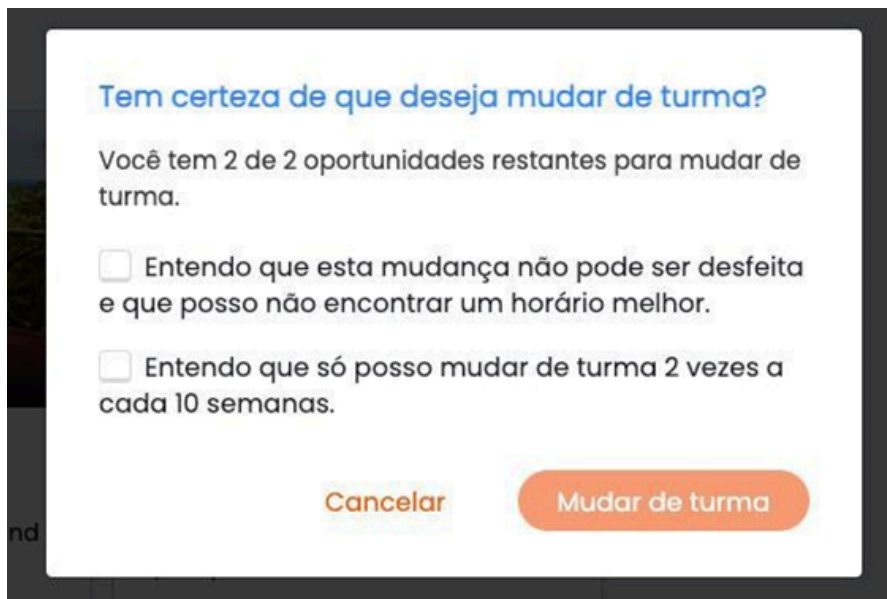 Tem certeza de que deseja mudar de turma?
Você tem 2 de 2 oportunidades restantes para mudar de
turma.
Entendo que esta mudança não pode ser desfeita
e que posso não encontrar um horário melhor.
Entendo que só posso mudar de turma 2 vezes a
cada 10 semanas.
Cancelar
Mudar de turma
nd